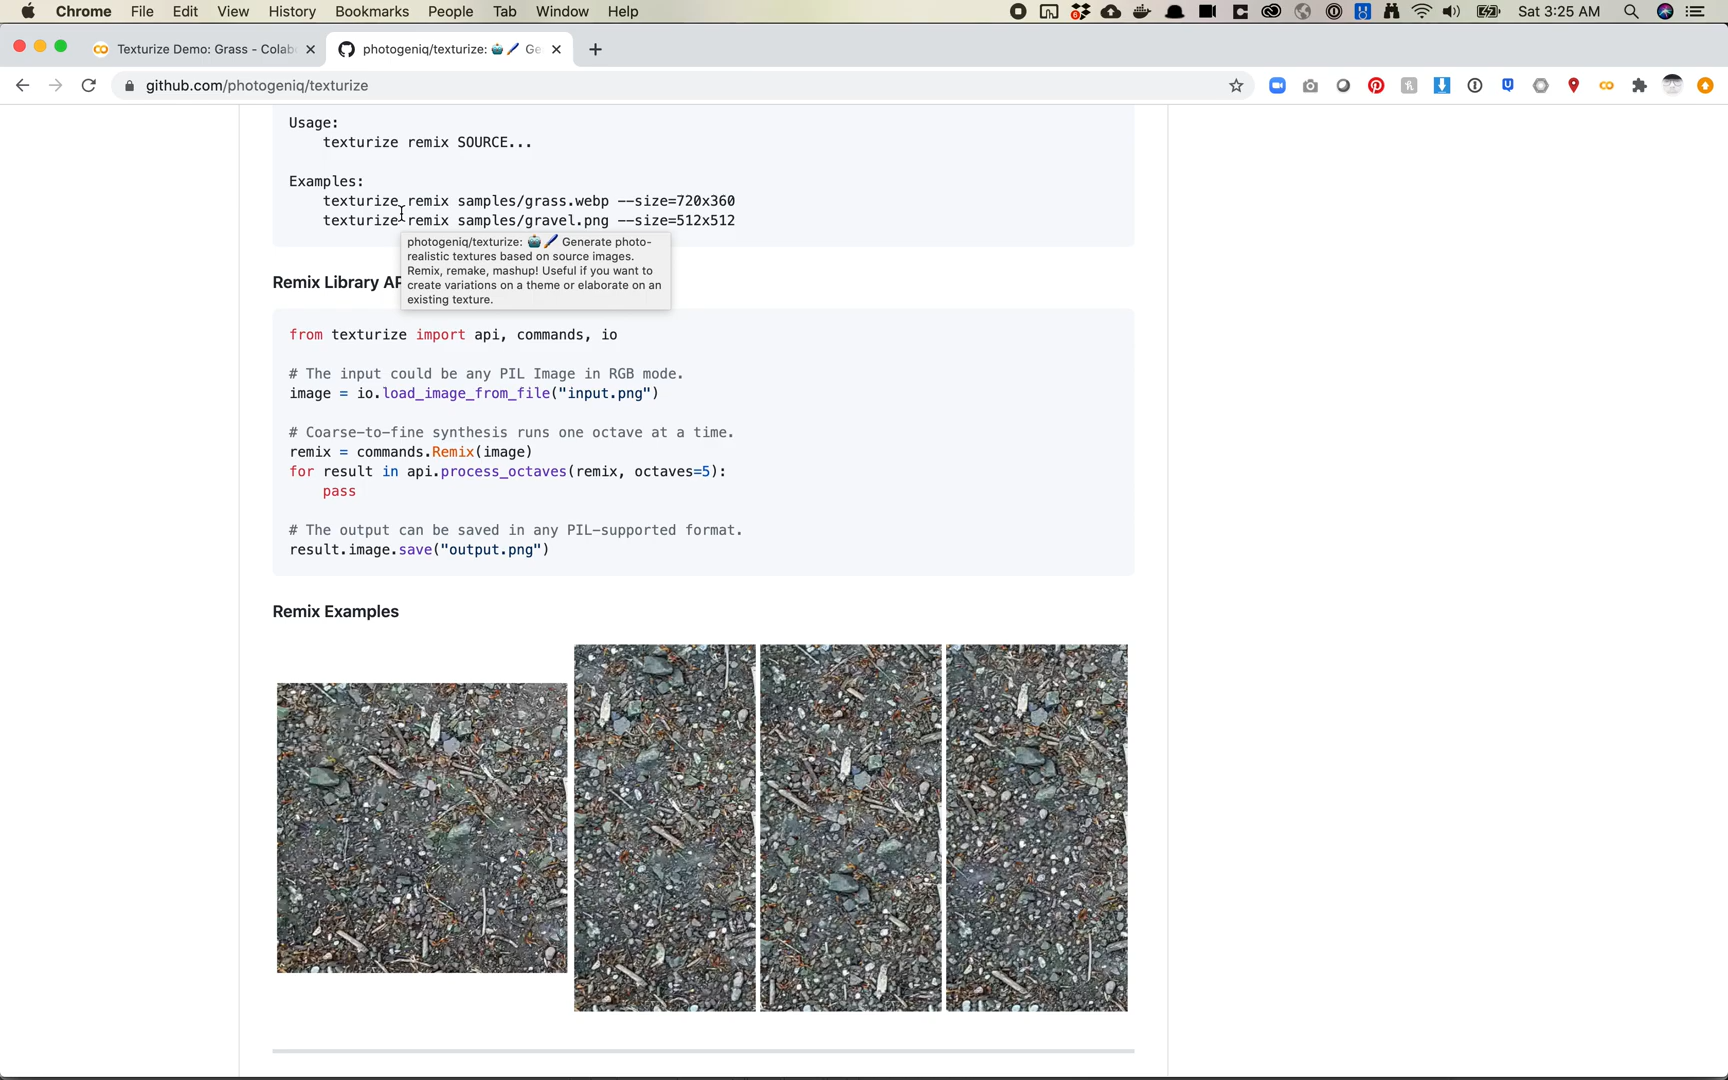 Chrome File Edit View History Bookmarks People Tab Window Help
Sat 3:25 AM
Texturize Demo: Grass - Colab
photogeniq/texturize: 🍵🖌️ Ge
github.com/photogeniq/texturize
Usage:
texturize remix SOURCE...
Examples:
texturize remix samples/grass.webp --size=720x360
texturize remix samples/gravel.png --size=512x512
photogeniq/texturize: 🍵🖌️ Generate photo-
realistic textures based on source images.
Remix, remake, mashup! Useful if you want to
create variations on a theme or elaborate on an
existing texture.
Remix Library AP
from texturize import api, commands, io
# The input could be any PIL Image in RGB mode.
image = io.load_image_from_file("input.png")
# Coarse-to-fine synthesis runs one octave at a time.
remix = commands.Remix(image)
for result in api.process_octaves(remix, octaves=5):
pass
# The output can be saved in any PIL-supported format.
result.image.save("output.png")
Remix Examples